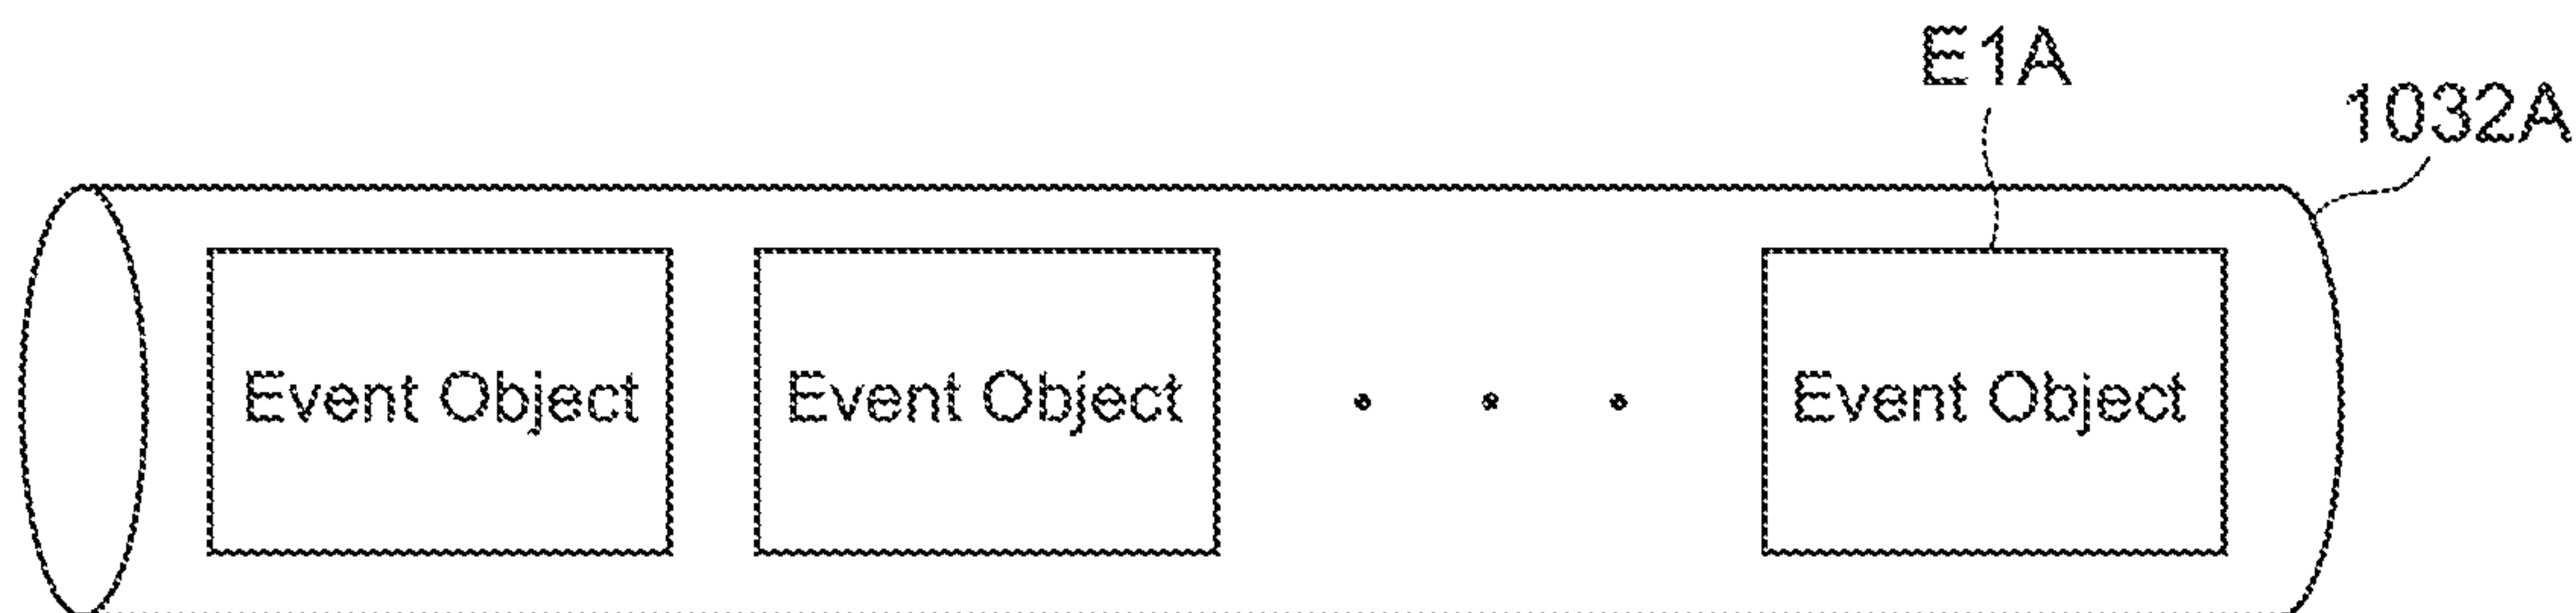 E1A
1032A
Event Object Event Object . . . Event Object